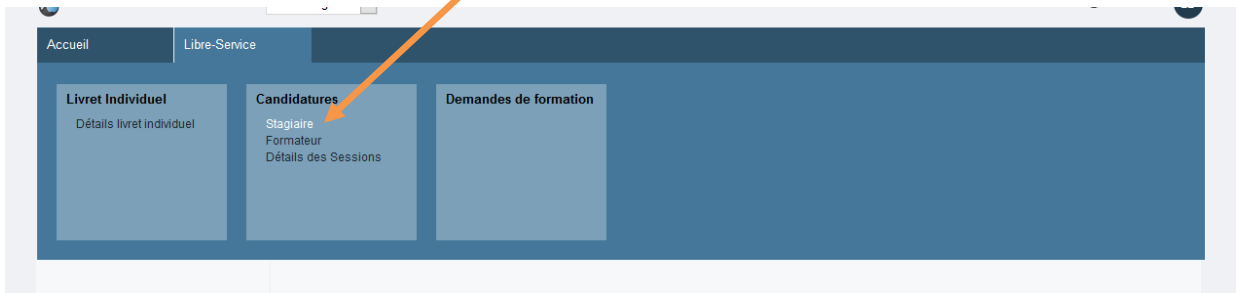 Accueil
Libre-Service
Livret Individuel
Détails livret individuel
Candidatures
Stagiaire
Formateur
Détails des Sessions
Demandes de formation